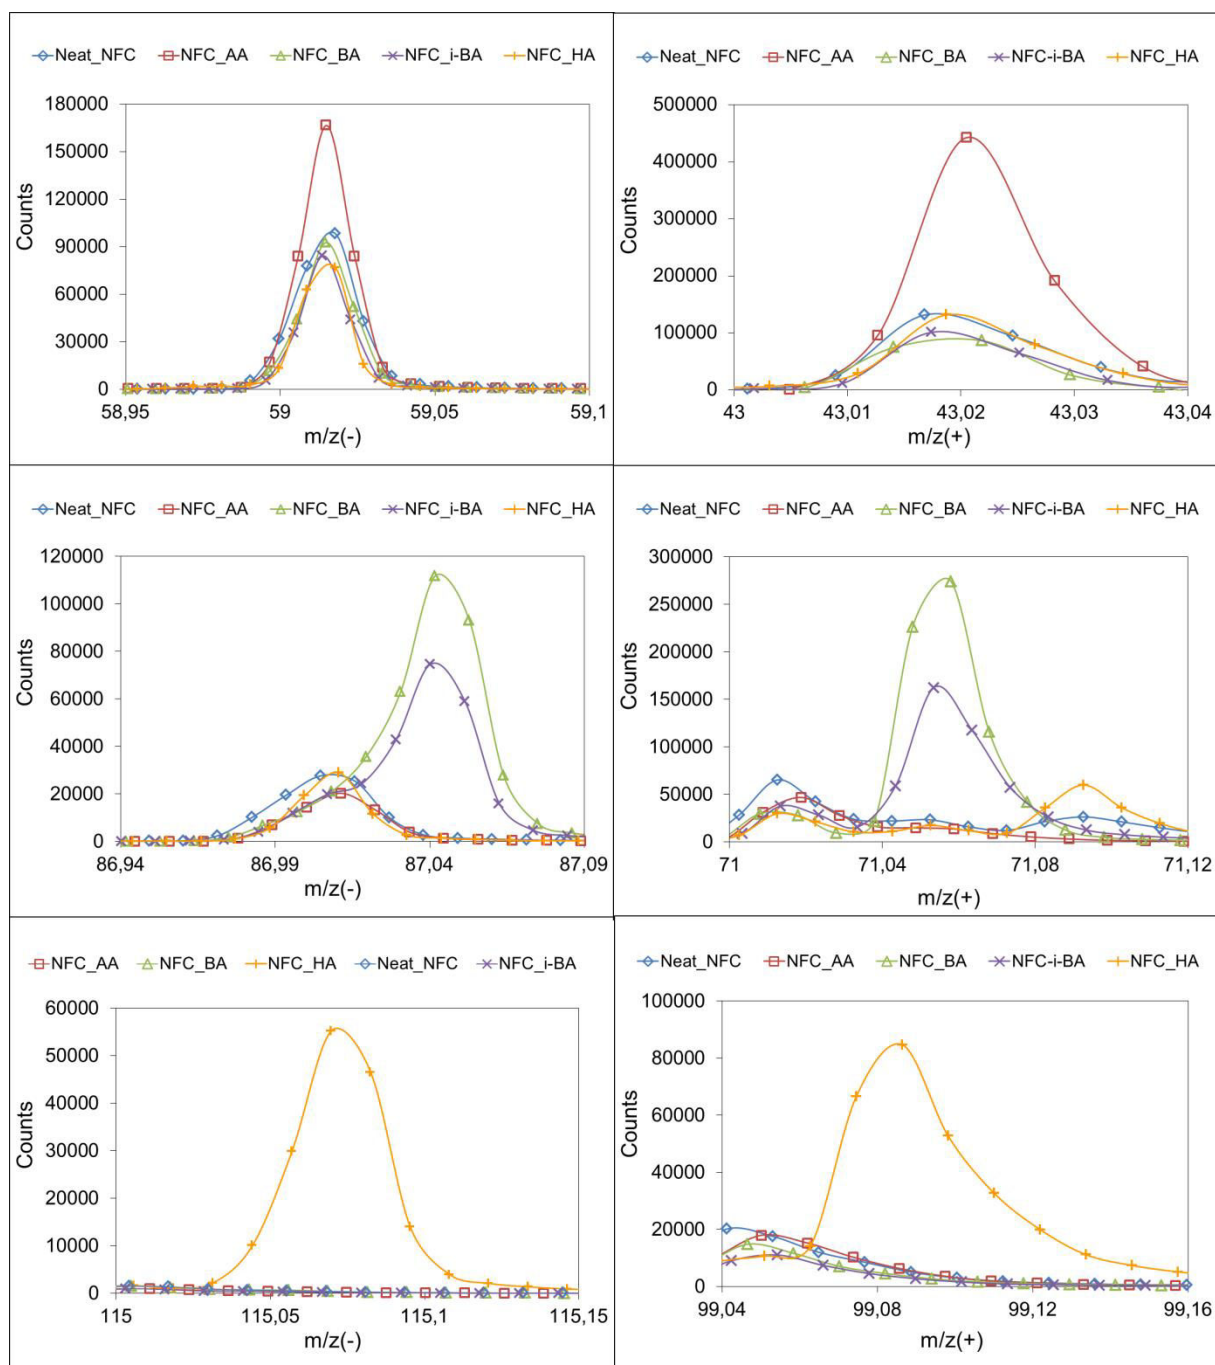 Neat_NFC NFC_AA NFC_BA NFC_i-BA NFC_HA
180000
150000
120000
90000
60000
30000
0
Counts
58,95 59 59,05 59,1
m/z(-)
Neat_NFC NFC_AA NFC_BA NFC-i-BA NFC_HA
500000
400000
300000
200000
100000
0
Counts
43 43,01 43,02 43,03 43,04
m/z(+)
Neat_NFC NFC_AA NFC_BA NFC_i-BA NFC_HA
120000
100000
80000
60000
40000
20000
0
Counts
86,94 86,99 87,04 87,09
m/z(-)
Neat_NFC NFC_AA NFC_BA NFC-i-BA NFC_HA
300000
250000
200000
150000
100000
50000
0
Counts
71 71,04 71,08 71,12
m/z(+)
NFC_AA NFC_BA NFC_HA Neat_NFC NFC_i-BA
60000
50000
40000
30000
20000
10000
0
Counts
115 115,05 115,1 115,15
m/z(-)
Neat_NFC NFC_AA NFC_BA NFC-i-BA NFC_HA
100000
80000
60000
40000
20000
0
Counts
99,04 99,08 99,12 99,16
m/z(+)